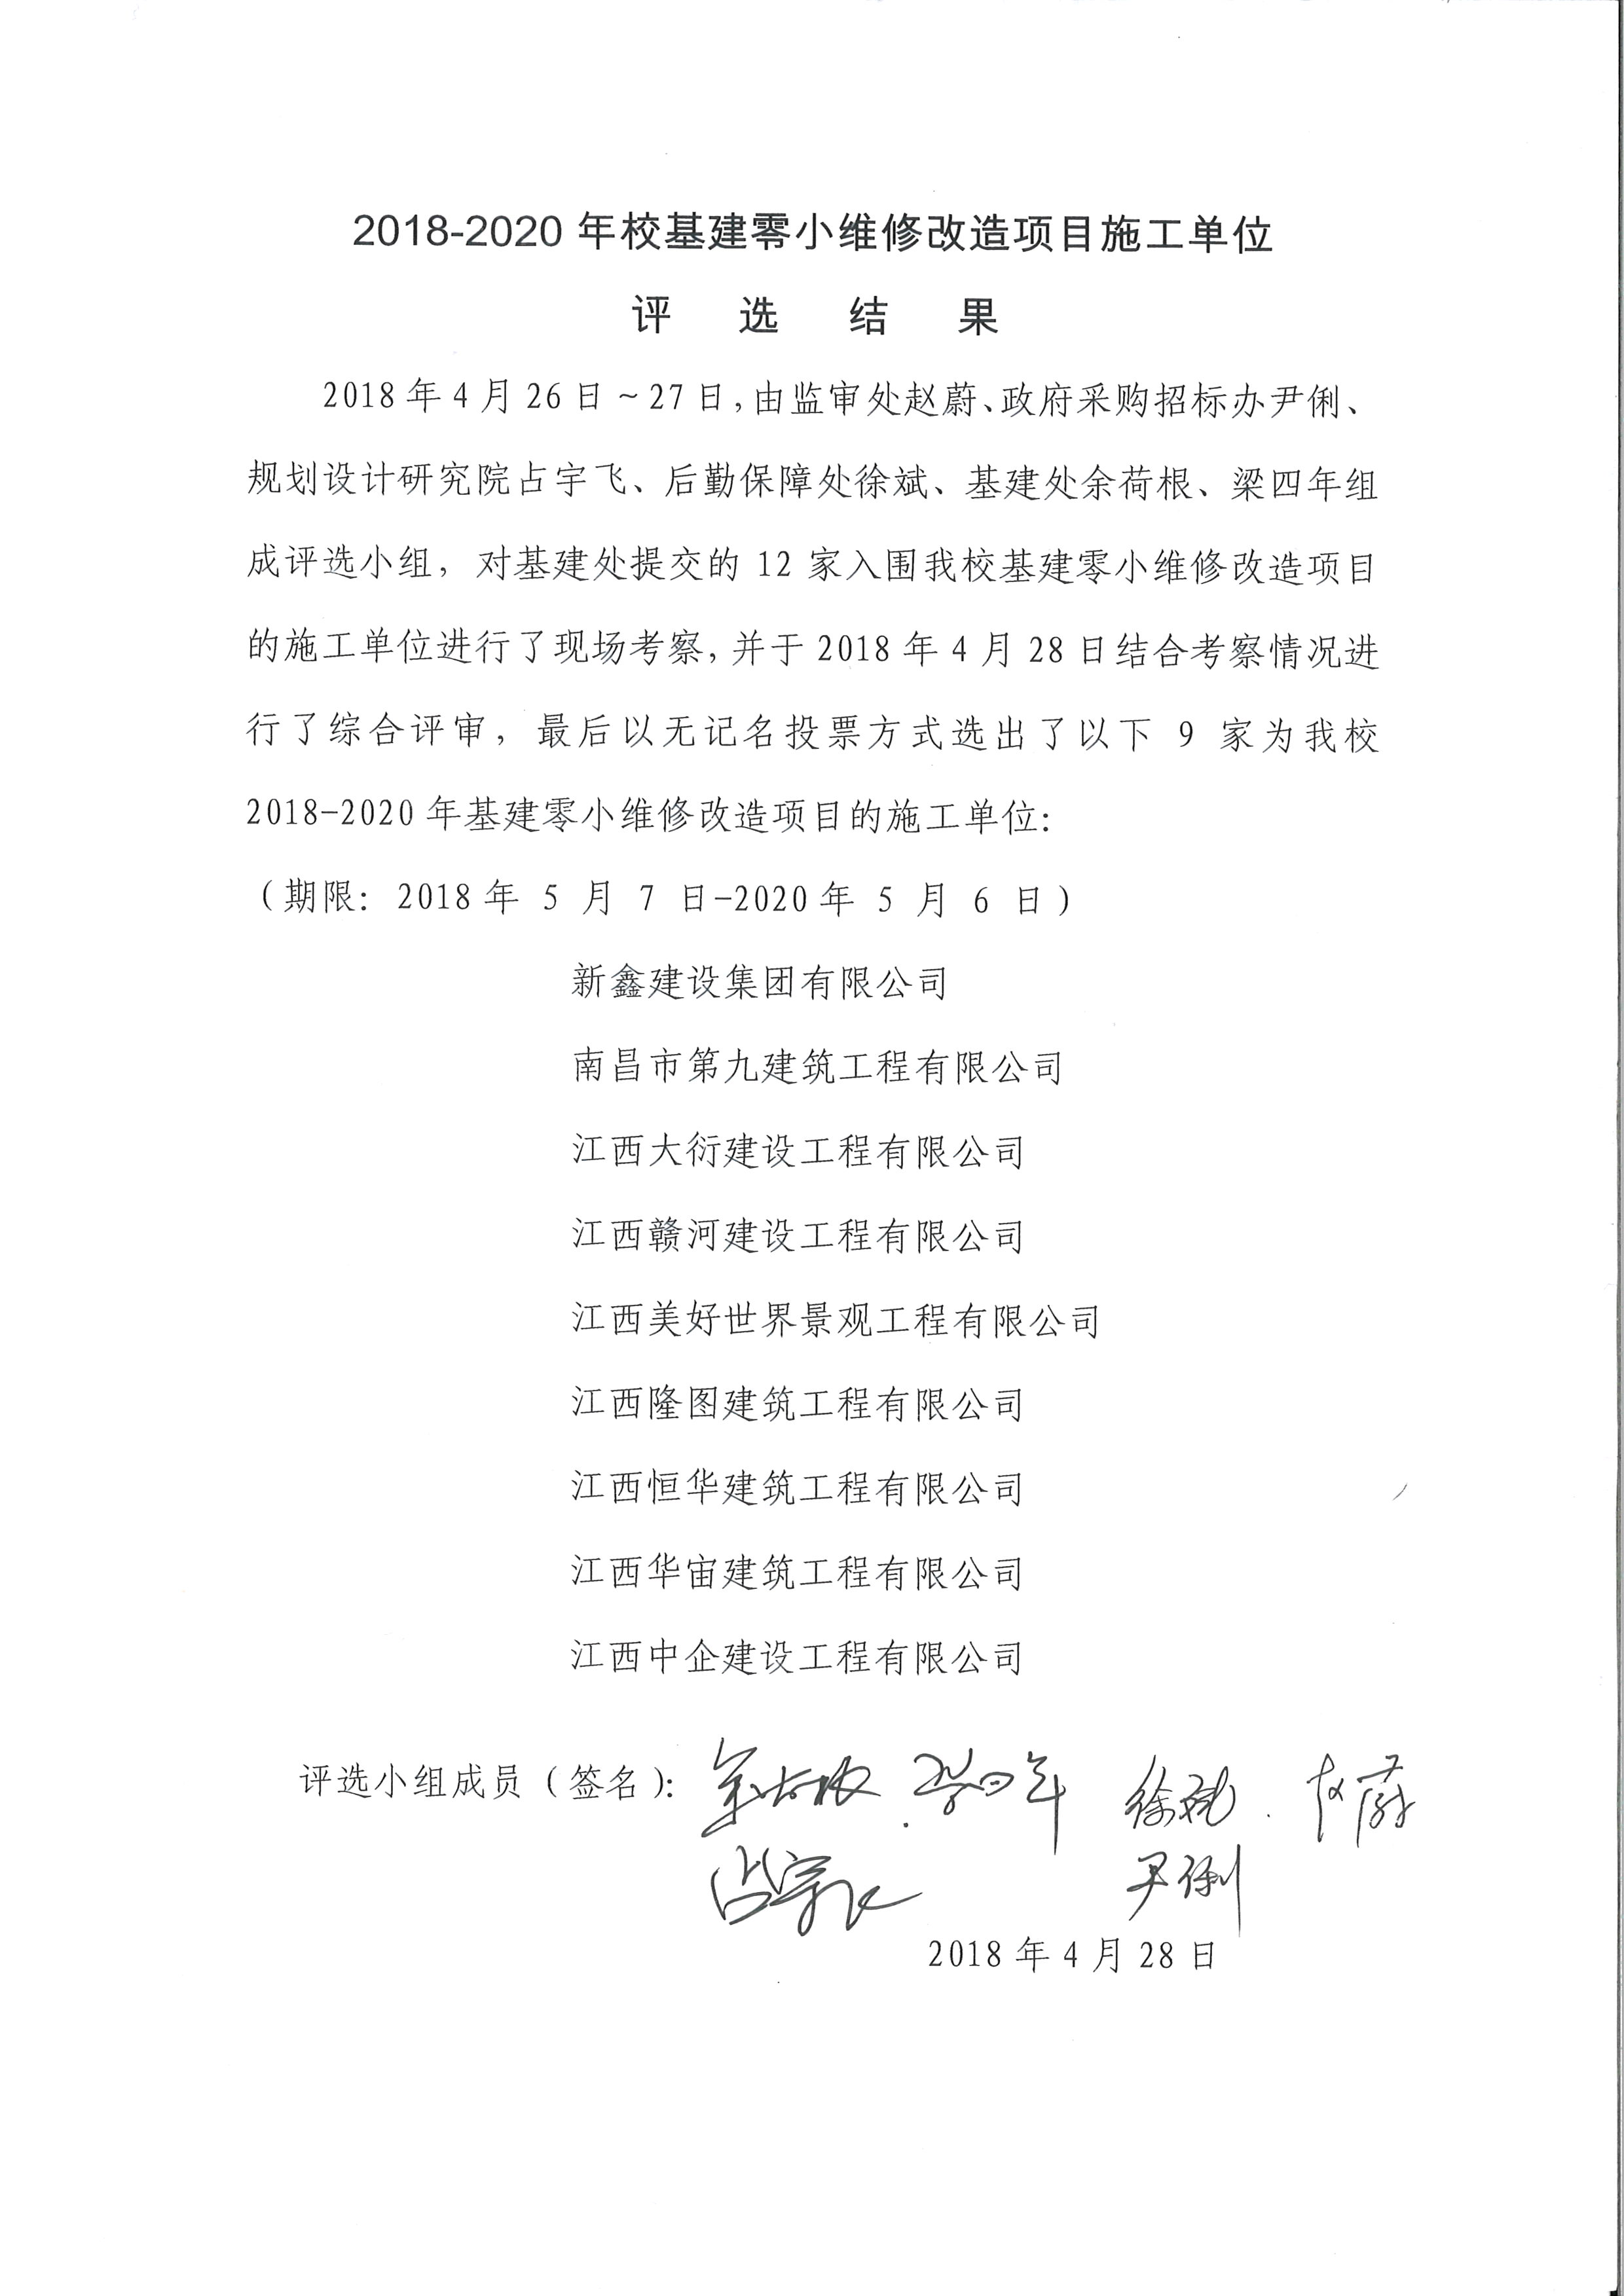 2018-2020 年校基建零小维修改造项目施工单位
评 选 结 果
2018 年 4 月 26 日 ~ 27 日,由监审处赵蔚、政府采购招标办尹俐、
规划设计研究院占宇飞、后勤保障处徐斌、基建处余荷根、梁四年组
成评选小组，对基建处提交的 12 家入围我校基建零小维修改造项目
的施工单位进行了现场考察,并于 2018 年 4 月 28 日结合考察情况进
行了综合评审，最后以无记名投票方式选出了以下 9 家为我校
2018-2020 年基建零小维修改造项目的施工单位:
（期限: 2018 年 5 月 7 日-2020 年 5 月 6 日）
新鑫建设集团有限公司
南昌市第九建筑工程有限公司
江西大衍建设工程有限公司
江西赣河建设工程有限公司
江西美好世界景观工程有限公司
江西隆图建筑工程有限公司
江西恒华建筑工程有限公司
江西华宙建筑工程有限公司
江西中企建设工程有限公司
评选小组成员（签名）: 余荷根 梁四年 徐斌 赵蔚
占宇飞 尹俐
2018 年 4 月 28 日